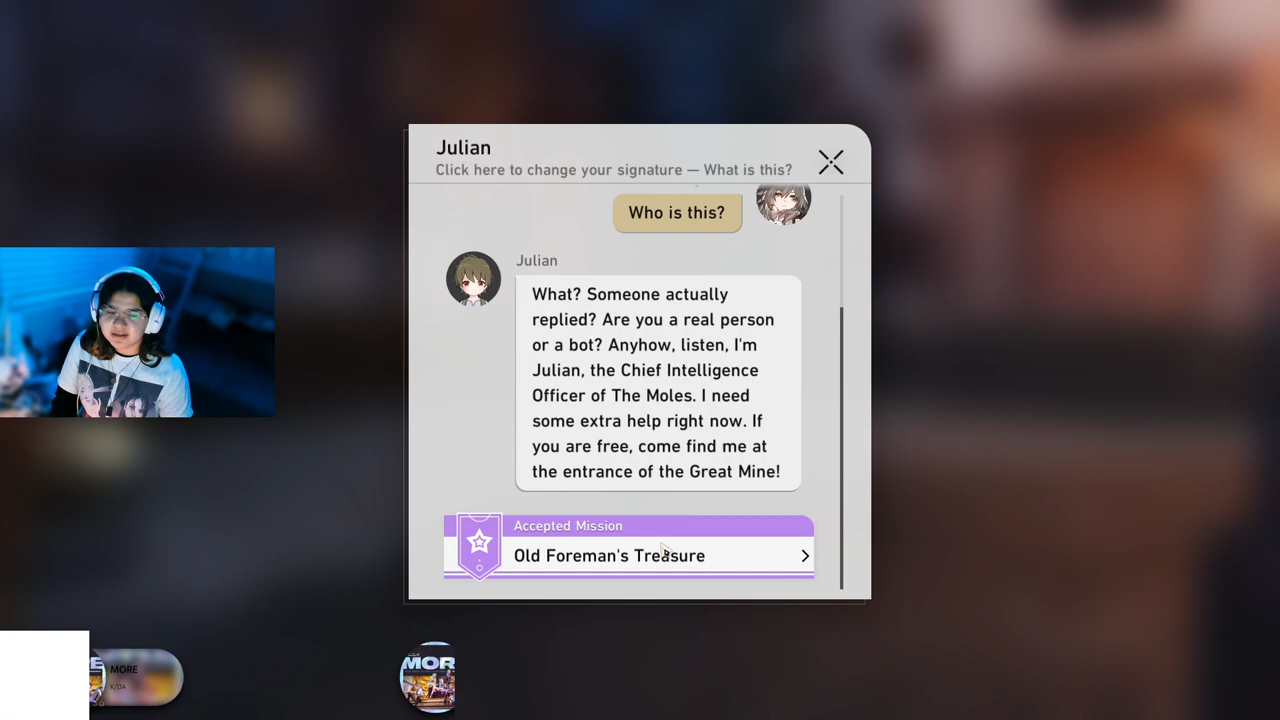 Julian
Click here to change your signature — What is this?
Who is this?
Julian
What? Someone actually
replied? Are you a real person
or a bot? Anyhow, listen, I'm
Julian, the Chief Intelligence
Officer of The Moles. I need
some extra help right now. If
you are free, come find me at
the entrance of the Great Mine!
Accepted Mission
Old Foreman's Treasure
MORE
K/DA
MOR